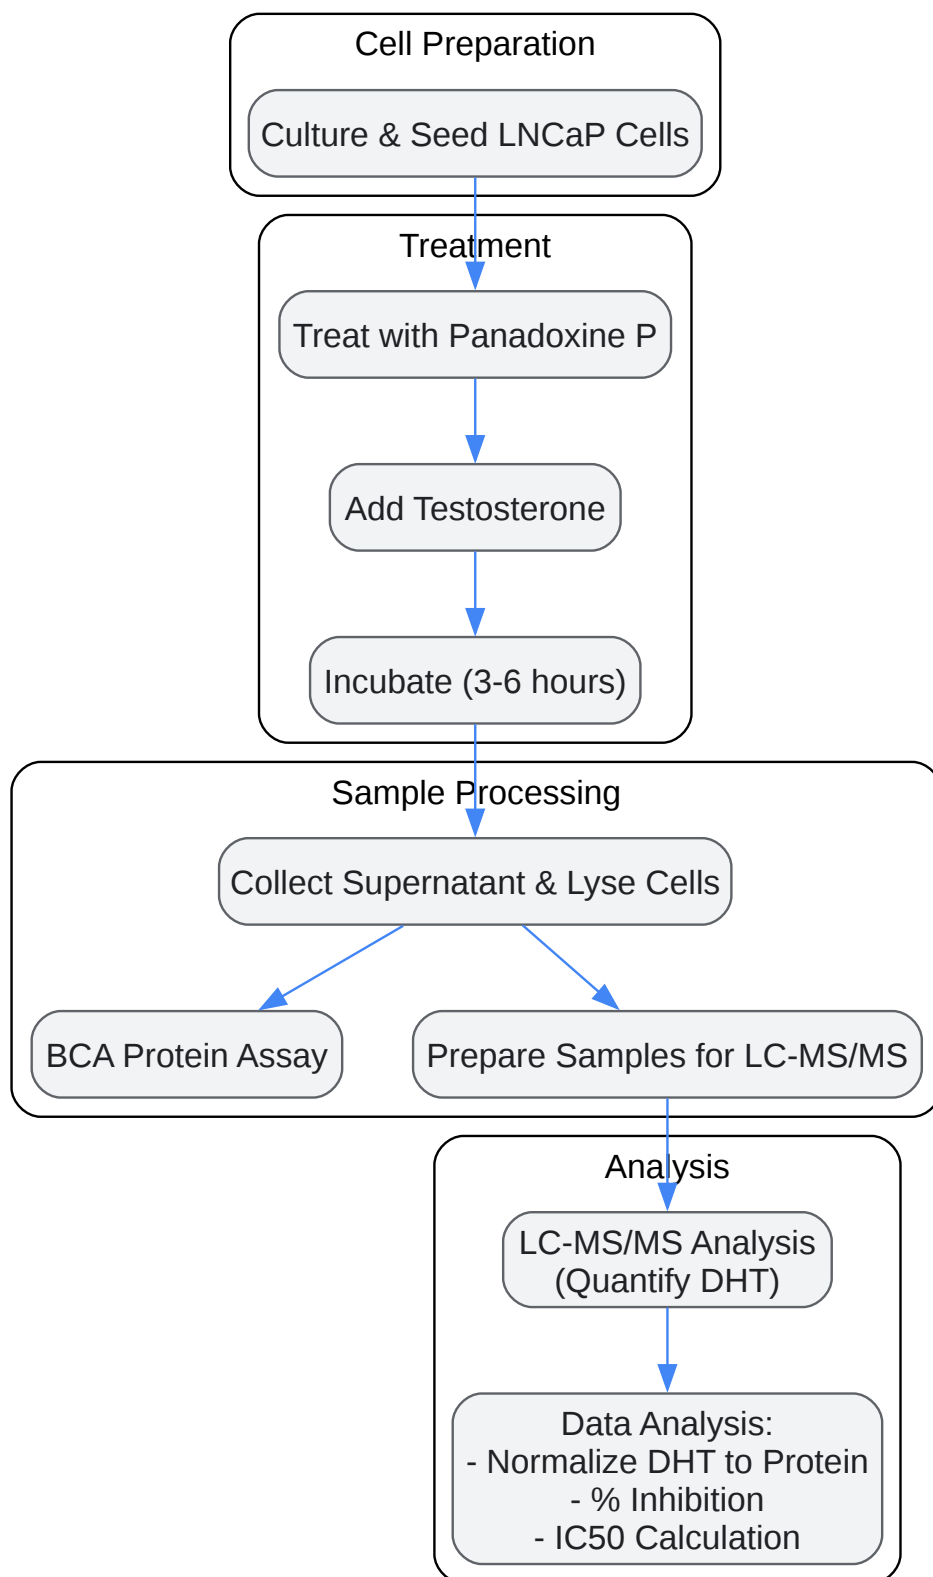 Cell Preparation
Culture & Seed LNCaP Cells
Treatment
Treat with Panadoxine P
Add Testosterone
Incubate (3-6 hours)
Sample Processing
Collect Supernatant & Lyse Cells
BCA Protein Assay
Prepare Samples for LC-MS/MS
Analysis
LC-MS/MS Analysis
(Quantify DHT)
Data Analysis:
- Normalize DHT to Protein
- % Inhibition
- IC50 Calculation